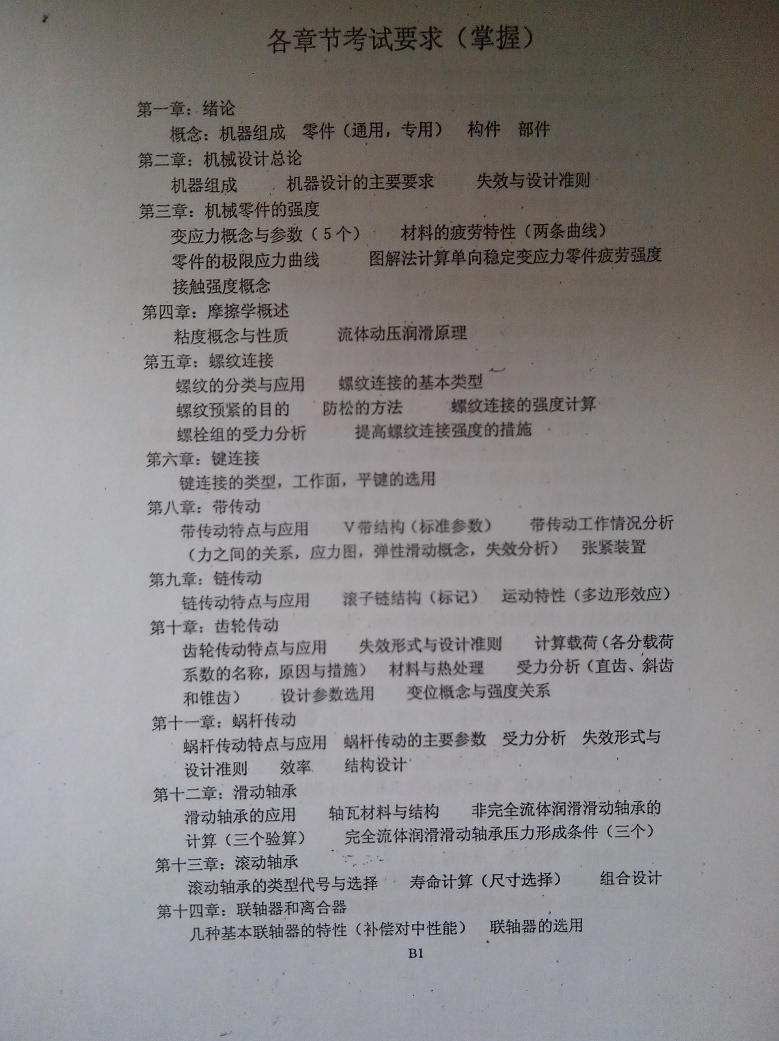 各章节考试要求（掌握）
第一章：绪论
概念：机器组成 零件（通用，专用） 构件 部件
第二章：机械设计总论
机器组成 机器设计的主要要求 失效与设计准则
第三章：机械零件的强度
变应力概念与参数（5个） 材料的疲劳特性（两条曲线）
零件的极限应力曲线 图解法计算单向稳定变应力零件疲劳强度
接触强度概念
第四章：摩擦学概述
粘度概念与性质 流体动压润滑原理
第五章：螺纹连接
螺纹的分类与应用 螺纹连接的基本类型
螺纹预紧的目的 防松的方法 螺纹连接的强度计算
螺栓组的受力分析 提高螺纹连接强度的措施
第六章：键连接
键连接的类型，工作面，平键的选用
第八章：带传动
带传动特点与应用 V带结构（标准参数） 带传动工作情况分析
（力之间的关系，应力图，弹性滑动概念，失效分析） 张紧装置
第九章：链传动
链传动特点与应用 滚子链结构（标记） 运动特性（多边形效应）
第十章：齿轮传动
齿轮传动特点与应用 失效形式与设计准则 计算载荷（各分载荷
系数的名称，原因与措施） 材料与热处理 受力分析（直齿、斜齿
和锥齿） 设计参数选用 变位概念与强度关系
第十一章：蜗杆传动
蜗杆传动特点与应用 蜗杆传动的主要参数 受力分析 失效形式与
设计准则 效率 结构设计
第十二章：滑动轴承
滑动轴承的应用 轴瓦材料与结构 非完全流体润滑滑动轴承的
计算（三个验算） 完全流体润滑滑动轴承压力形成条件（三个）
第十三章：滚动轴承
滚动轴承的类型代号与选择 寿命计算（尺寸选择） 组合设计
第十四章：联轴器和离合器
几种基本联轴器的特性（补偿对中性能） 联轴器的选用
B1